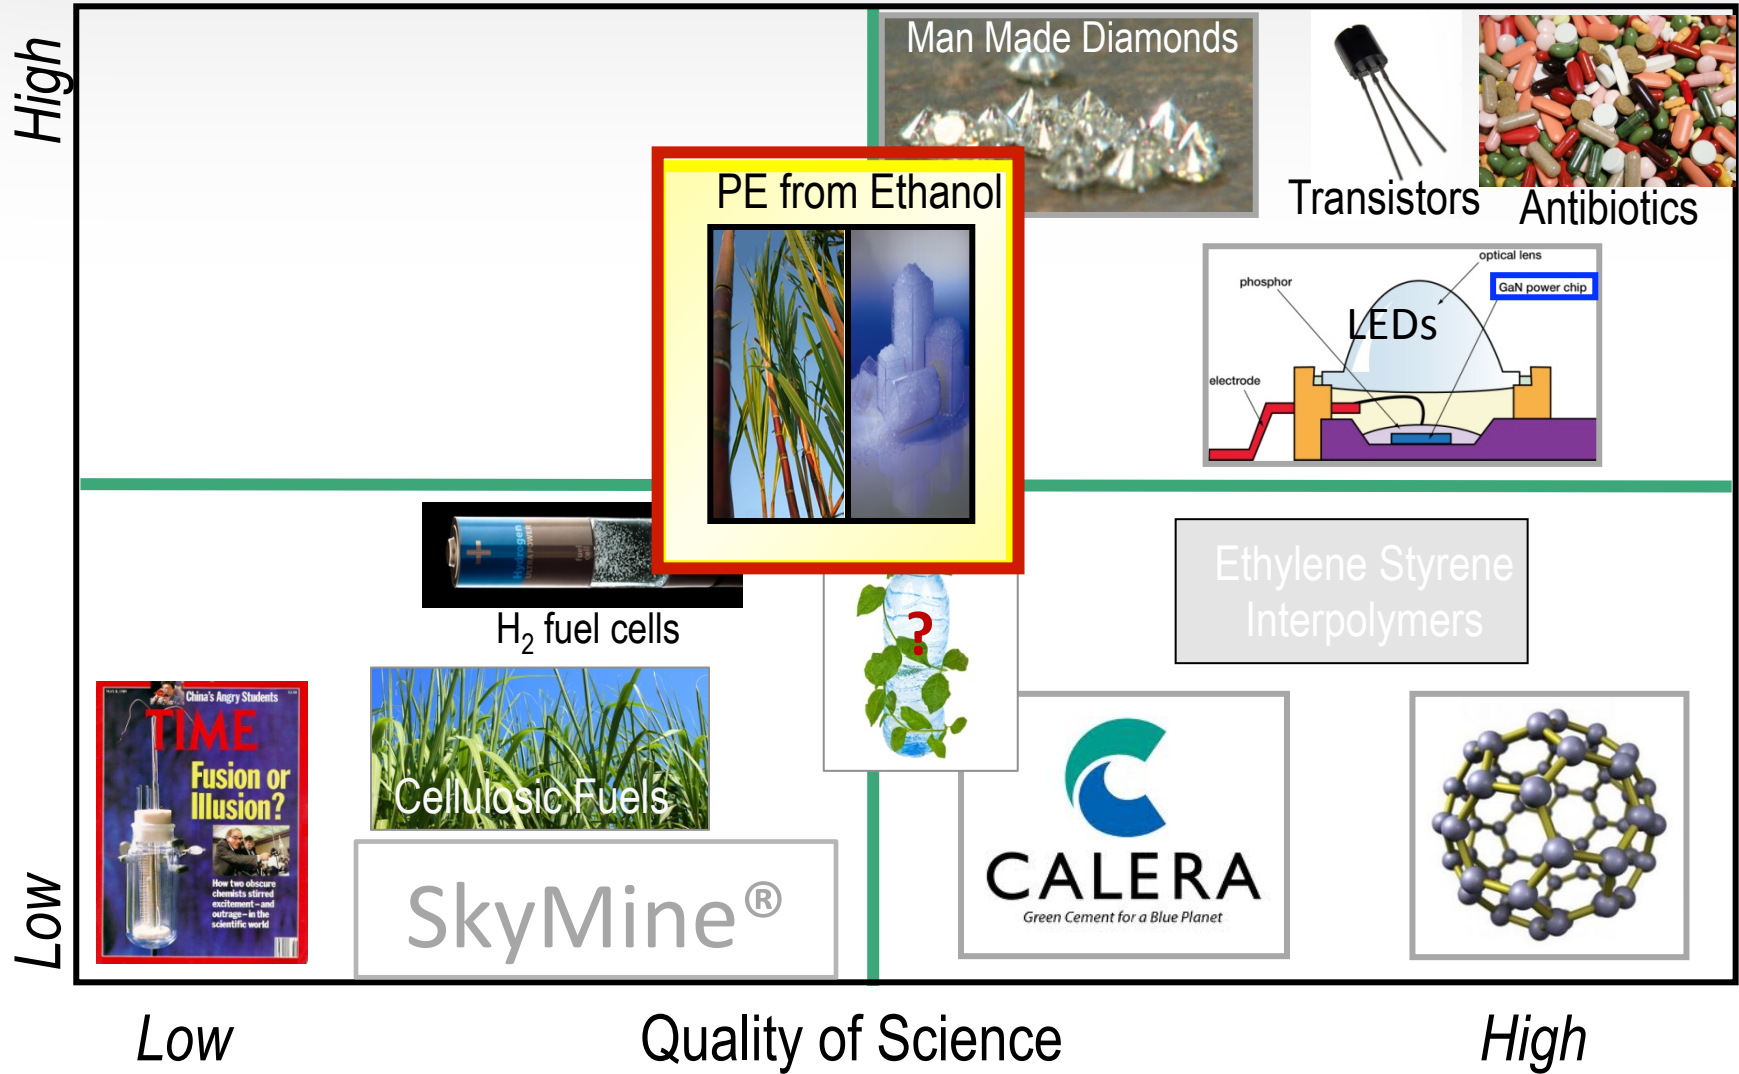 High
Man Made Diamonds
Transistors
Antibiotics
PE from Ethanol
optical lens
phosphor
GaN power chip
LEDs
electrode
+
Hydrogen
fuel
cell
H2 fuel cells
?
Ethylene Styrene
Interpolymers
China's Angry Students
TIME
Fusion or
Illusion?
How two obscure
chemists stirred
excitement–and
outrage–in the
scientific world
Cellulosic Fuels
SkyMine®
CALERA
Green Cement for a Blue Planet
Low
Low
Quality of Science
High